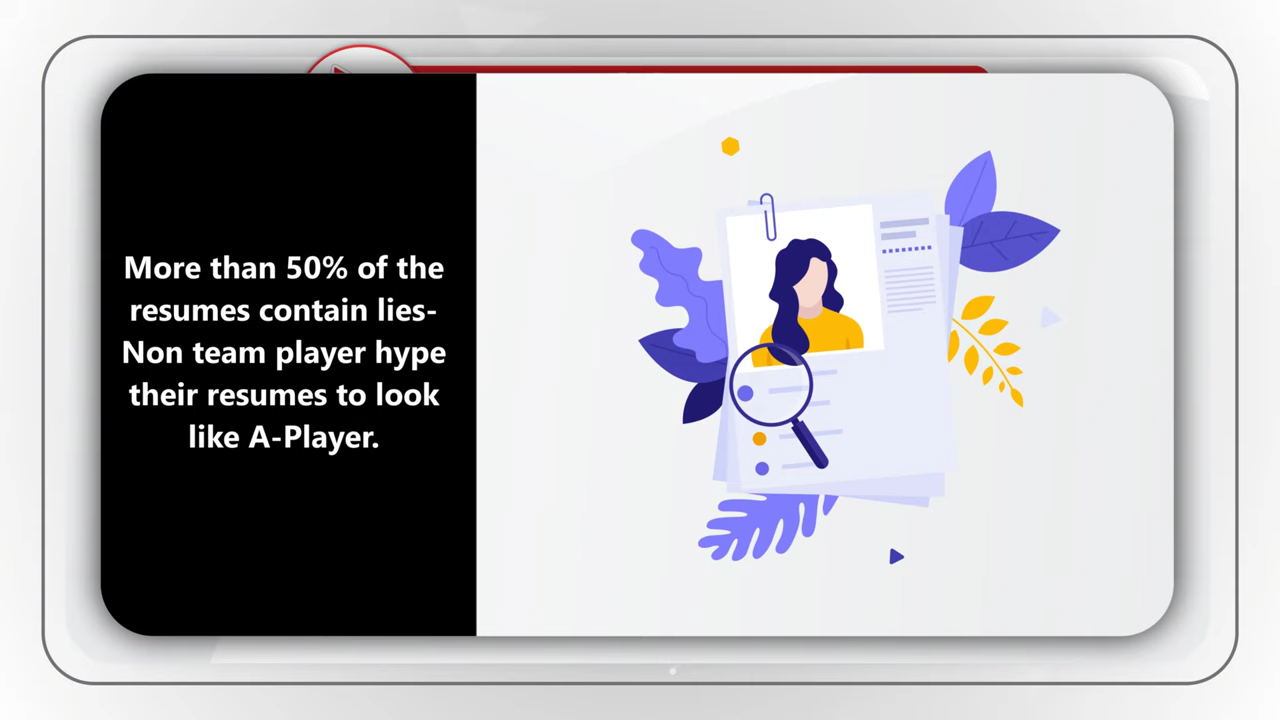 More than 50% of the
resumes contain lies-
Non team player hype
their resumes to look
like A-Player.